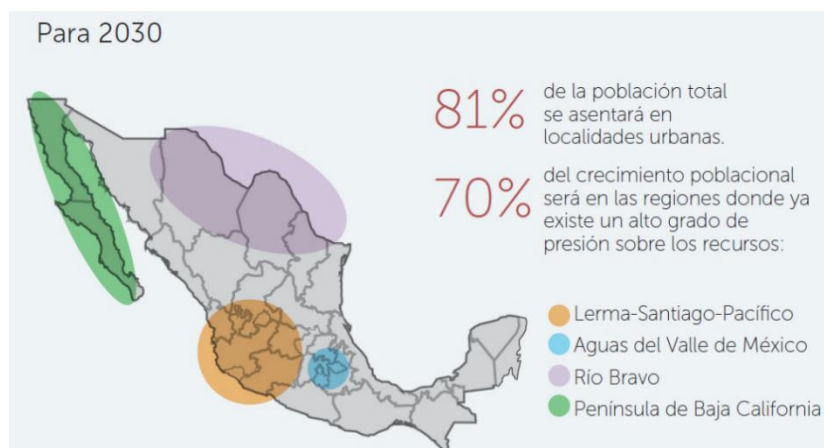 Para 2030
81%
de la población total
se asentará en
localidades urbanas.
70%
del crecimiento poblacional
será en las regiones donde ya
existe un alto grado de
presión sobre los recursos:
Lerma-Santiago-Pacífico
Aguas del Valle de México
Río Bravo
Península de Baja California